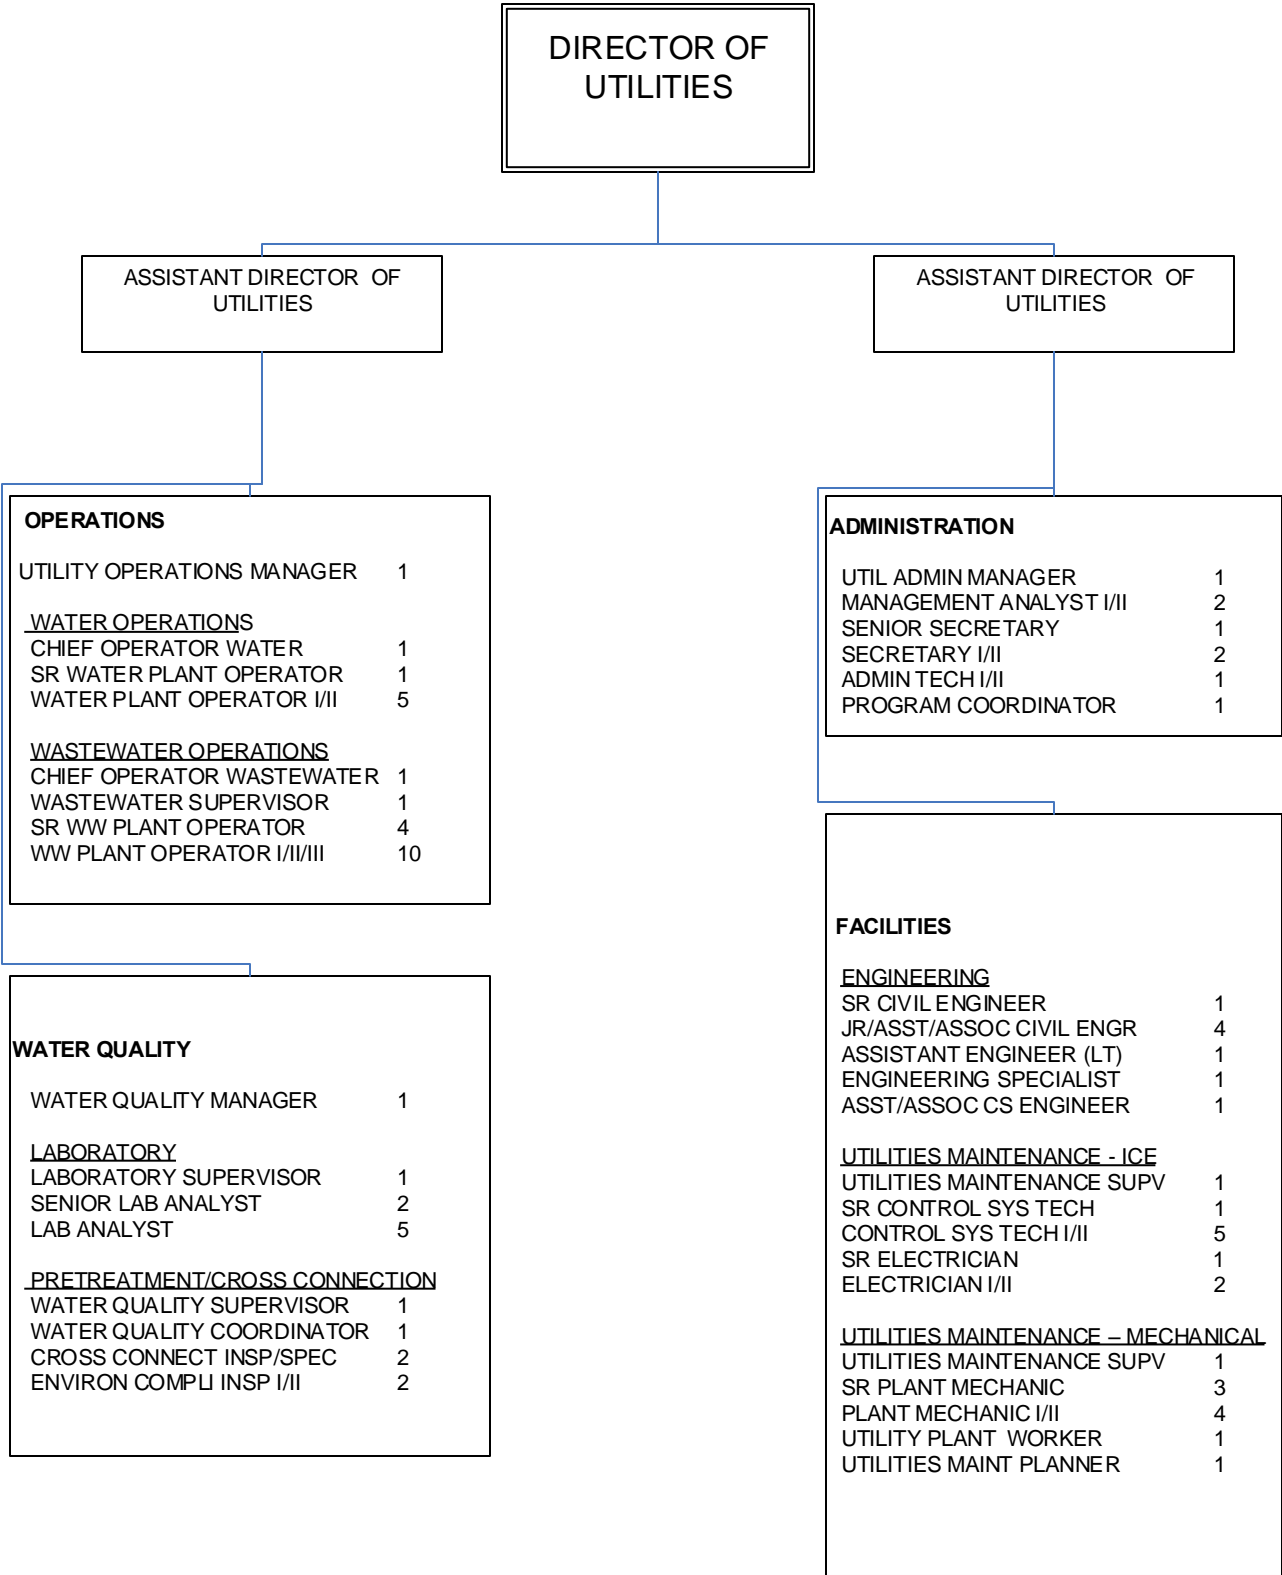 DIRECTOR OF
UTILITIES
ASSISTANT DIRECTOR OF
UTILITIES
ASSISTANT DIRECTOR OF
UTILITIES
OPERATIONS
UTILITY OPERATIONS MANAGER 1
WATER OPERATIONS
CHIEF OPERATOR WATER 1
SR WATER PLANT OPERATOR 1
WATER PLANT OPERATOR I/II 5
WASTEWATER OPERATIONS
CHIEF OPERATOR WASTEWATER 1
WASTEWATER SUPERVISOR 1
SR WW PLANT OPERATOR 4
WW PLANT OPERATOR I/II/III 10
WATER QUALITY
WATER QUALITY MANAGER 1
LABORATORY
LABORATORY SUPERVISOR 1
SENIOR LAB ANALYST 2
LAB ANALYST 5
PRETREATMENT/CROSS CONNECTION
WATER QUALITY SUPERVISOR 1
WATER QUALITY COORDINATOR 1
CROSS CONNECT INSP/SPEC 2
ENVIRON COMPLI INSP I/II 2
ADMINISTRATION
UTIL ADMIN MANAGER 1
MANAGEMENT ANALYST I/II 2
SENIOR SECRETARY 1
SECRETARY I/II 2
ADMIN TECH I/II 1
PROGRAM COORDINATOR 1
FACILITIES
ENGINEERING
SR CIVIL ENGINEER 1
JR/ASST/ASSOC CIVIL ENGR 4
ASSISTANT ENGINEER (LT) 1
ENGINEERING SPECIALIST 1
ASST/ASSOC CS ENGINEER 1
UTILITIES MAINTENANCE - ICE
UTILITIES MAINTENANCE SUPV 1
SR CONTROL SYS TECH 1
CONTROL SYS TECH I/II 5
SR ELECTRICIAN 1
ELECTRICIAN I/II 2
UTILITIES MAINTENANCE – MECHANICAL
UTILITIES MAINTENANCE SUPV 1
SR PLANT MECHANIC 3
PLANT MECHANIC I/II 4
UTILITY PLANT WORKER 1
UTILITIES MAINT PLANNER 1